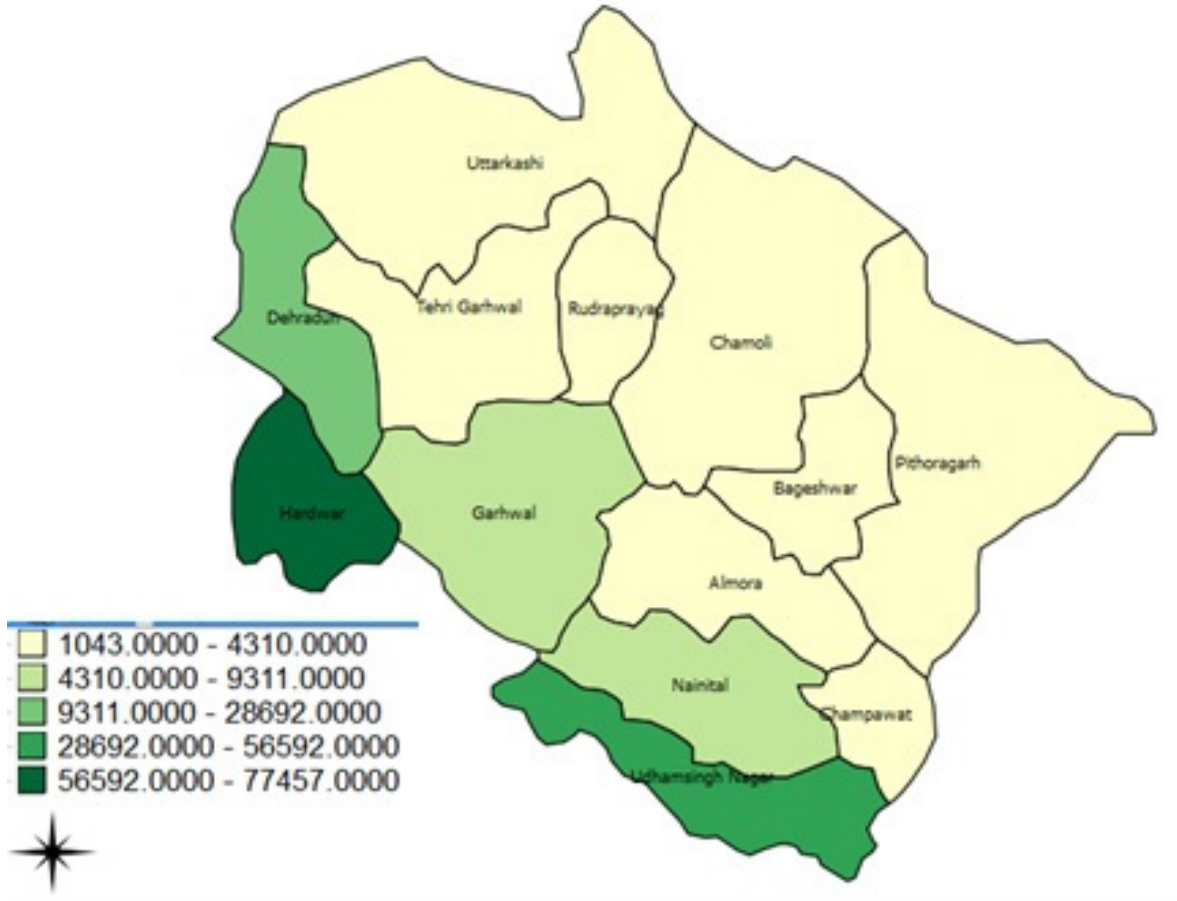 Uttarkashi
Tehri Garhwal
Rudraprayag
Dehradun
Chamoli
Pithoragarh
Bageshwar
Hardwar
Garhwal
Almora
1043.0000 - 4310.0000
4310.0000 - 9311.0000
Nainital
9311.0000 - 28692.0000
Champawat
28692.0000 - 56592.0000
56592.0000 - 77457.0000
Udhamsingh Nagar